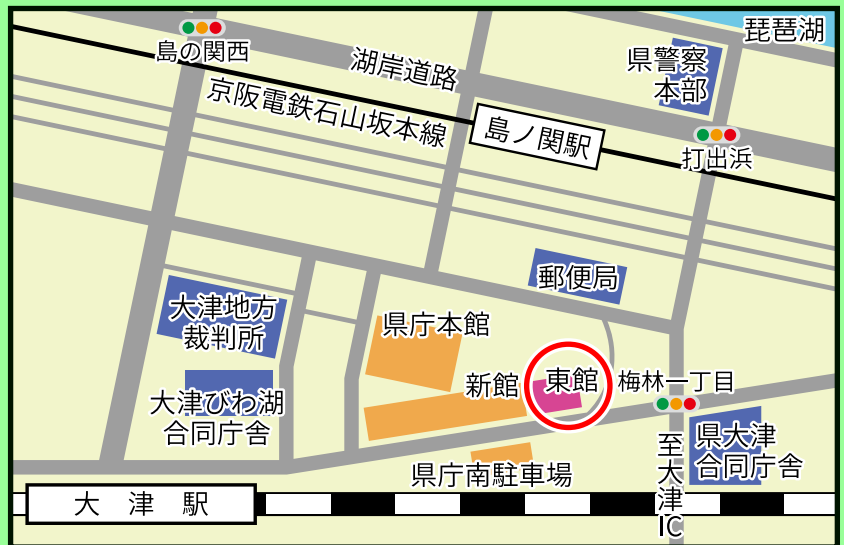 琵琶湖
島の関西
湖岸道路
県警察
本部
京阪電鉄石山坂本線
島ノ関駅
打出浜
郵便局
大津地方
裁判所
県庁本館
新館
東館
梅林一丁目
大津びわ湖
合同庁舎
県大津
合同庁舎
至大津IC
県庁南駐車場
大津駅